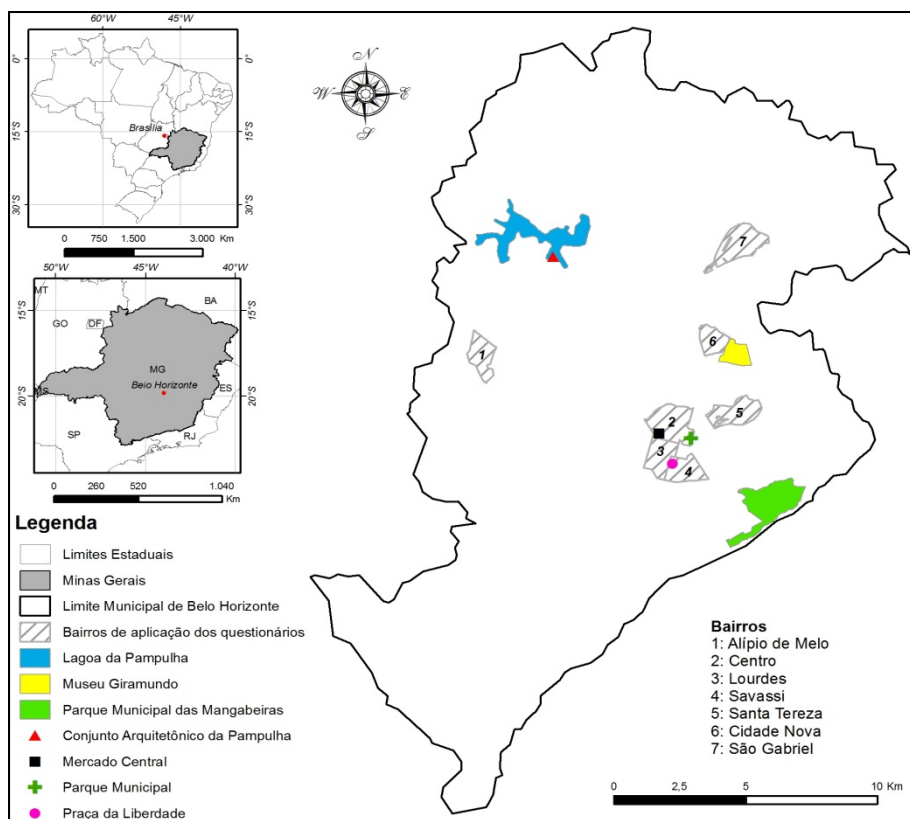 60°W 45°W
N
W E
S
0° 0°
Brasília
15°S 15°S
30°S 30°S
0 750 1.500 3.000 Km
50°W 45°W 40°W
MT
BA
15°S 15°S
GO DF
MG
Belo Horizonte
MS ES
20°S 20°S
SP RJ
0 260 520 1.040 Km
7
6
1
5
2
3
4
Legenda
Limites Estaduais
Minas Gerais
Limite Municipal de Belo Horizonte
Bairros de aplicação dos questionários
Lagoa da Pampulha
Museu Giramundo
Parque Municipal das Mangabeiras
Conjunto Arquitetônico da Pampulha
Mercado Central
Parque Municipal
Praça da Liberdade
Bairros
1: Alípio de Melo
2: Centro
3: Lourdes
4: Savassi
5: Santa Tereza
6: Cidade Nova
7: São Gabriel
0 2,5 5 10 Km